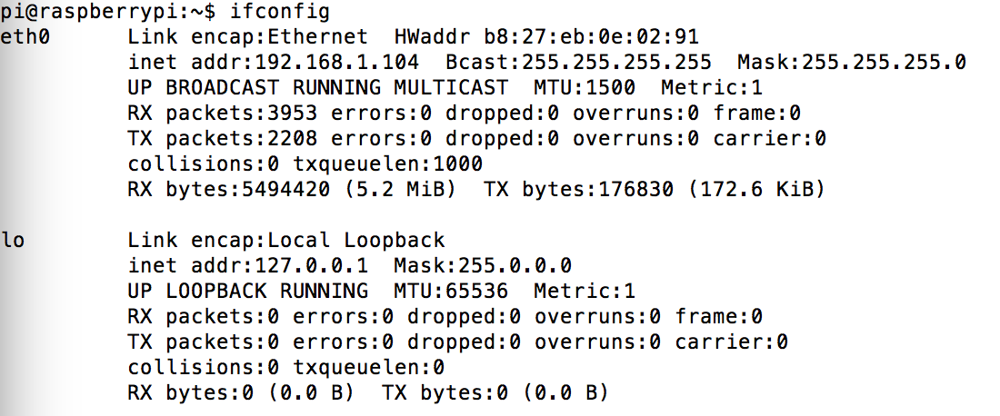 pi@raspberrypi:~$ ifconfig
eth0      Link encap:Ethernet  HWaddr b8:27:eb:0e:02:91
          inet addr:192.168.1.104  Bcast:255.255.255.255  Mask:255.255.255.0
          UP BROADCAST RUNNING MULTICAST  MTU:1500  Metric:1
          RX packets:3953 errors:0 dropped:0 overruns:0 frame:0
          TX packets:2208 errors:0 dropped:0 overruns:0 carrier:0
          collisions:0 txqueuelen:1000
          RX bytes:5494420 (5.2 MiB)  TX bytes:176830 (172.6 KiB)

lo        Link encap:Local Loopback
          inet addr:127.0.0.1  Mask:255.0.0.0
          UP LOOPBACK RUNNING  MTU:65536  Metric:1
          RX packets:0 errors:0 dropped:0 overruns:0 frame:0
          TX packets:0 errors:0 dropped:0 overruns:0 carrier:0
          collisions:0 txqueuelen:0
          RX bytes:0 (0.0 B)  TX bytes:0 (0.0 B)